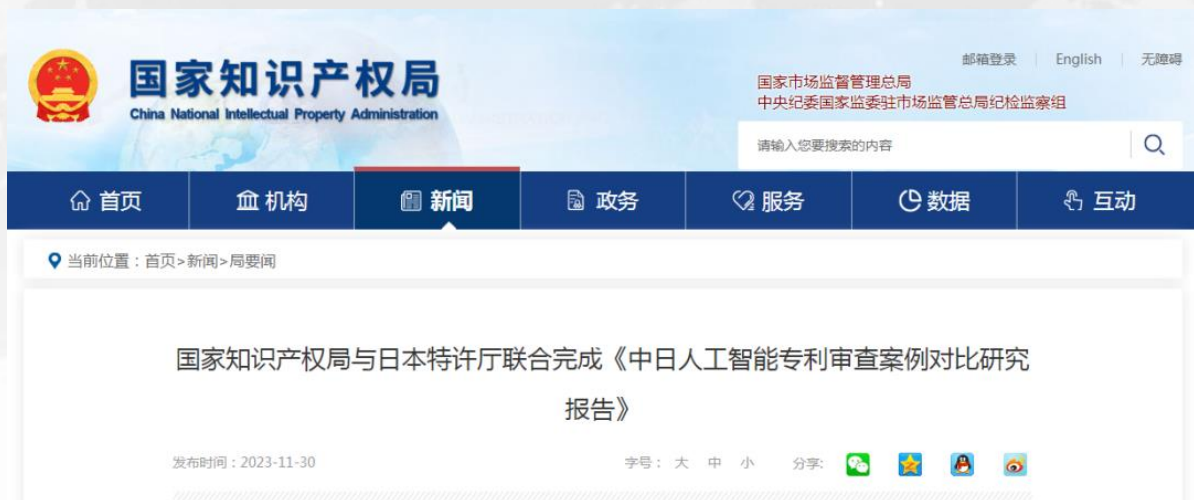 国家知识产权局
China National Intellectual Property Administration
邮箱登录 | English | 无障碍
国家市场监督管理总局
中央纪委国家监委驻市场监管总局纪检监察组
请输入您要搜索的内容
首页 机构 新闻 政务 服务 数据 互动
当前位置：首页>新闻>局要闻
国家知识产权局与日本特许厅联合完成《中日人工智能专利审查案例对比研究
报告》
发布时间：2023-11-30 字号： 大 中 小 分享: